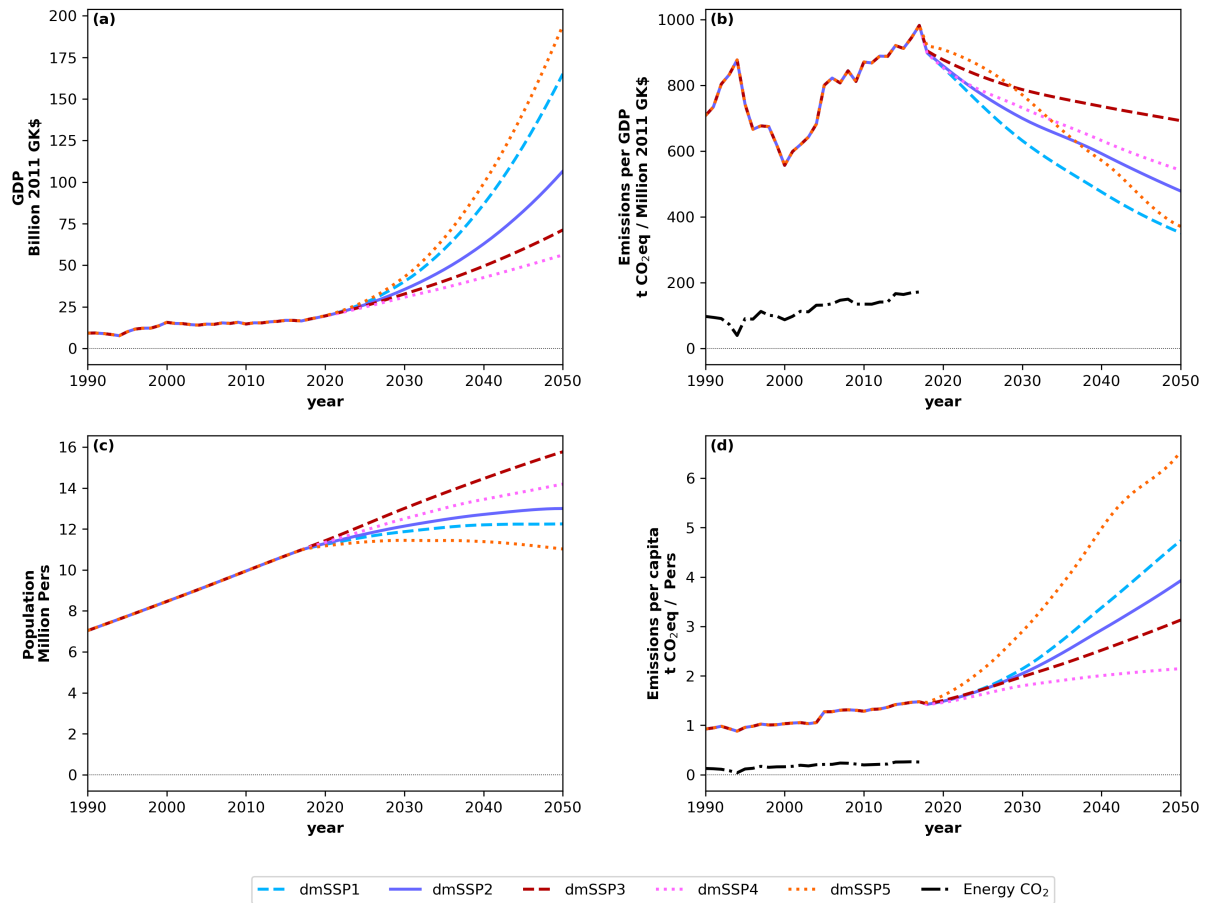 (a)
GDP
Billion 2011 GK$
200
175
150
125
100
75
50
25
0
1990 2000 2010 2020 2030 2040 2050
year
(b)
Emissions per GDP
t CO₂eq / Million 2011 GK$
1000
800
600
400
200
0
1990 2000 2010 2020 2030 2040 2050
year
(c)
Population
Million Pers
16
14
12
10
8
6
4
2
0
1990 2000 2010 2020 2030 2040 2050
year
(d)
Emissions per capita
t CO₂eq / Pers
6
5
4
3
2
1
0
1990 2000 2010 2020 2030 2040 2050
year
dmSSP1 dmSSP2 dmSSP3 dmSSP4 dmSSP5 Energy CO₂